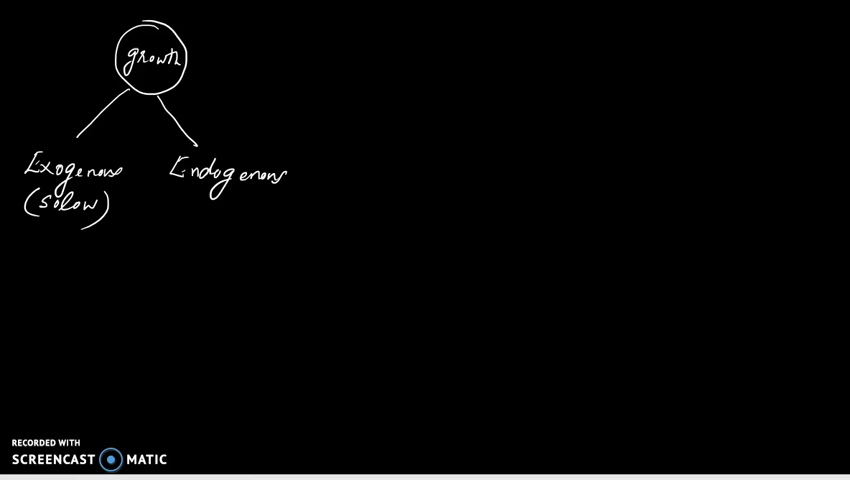 growth
Exogenous
Endogenous
(Solow)
RECORDED WITH
SCREENCAST MATIC